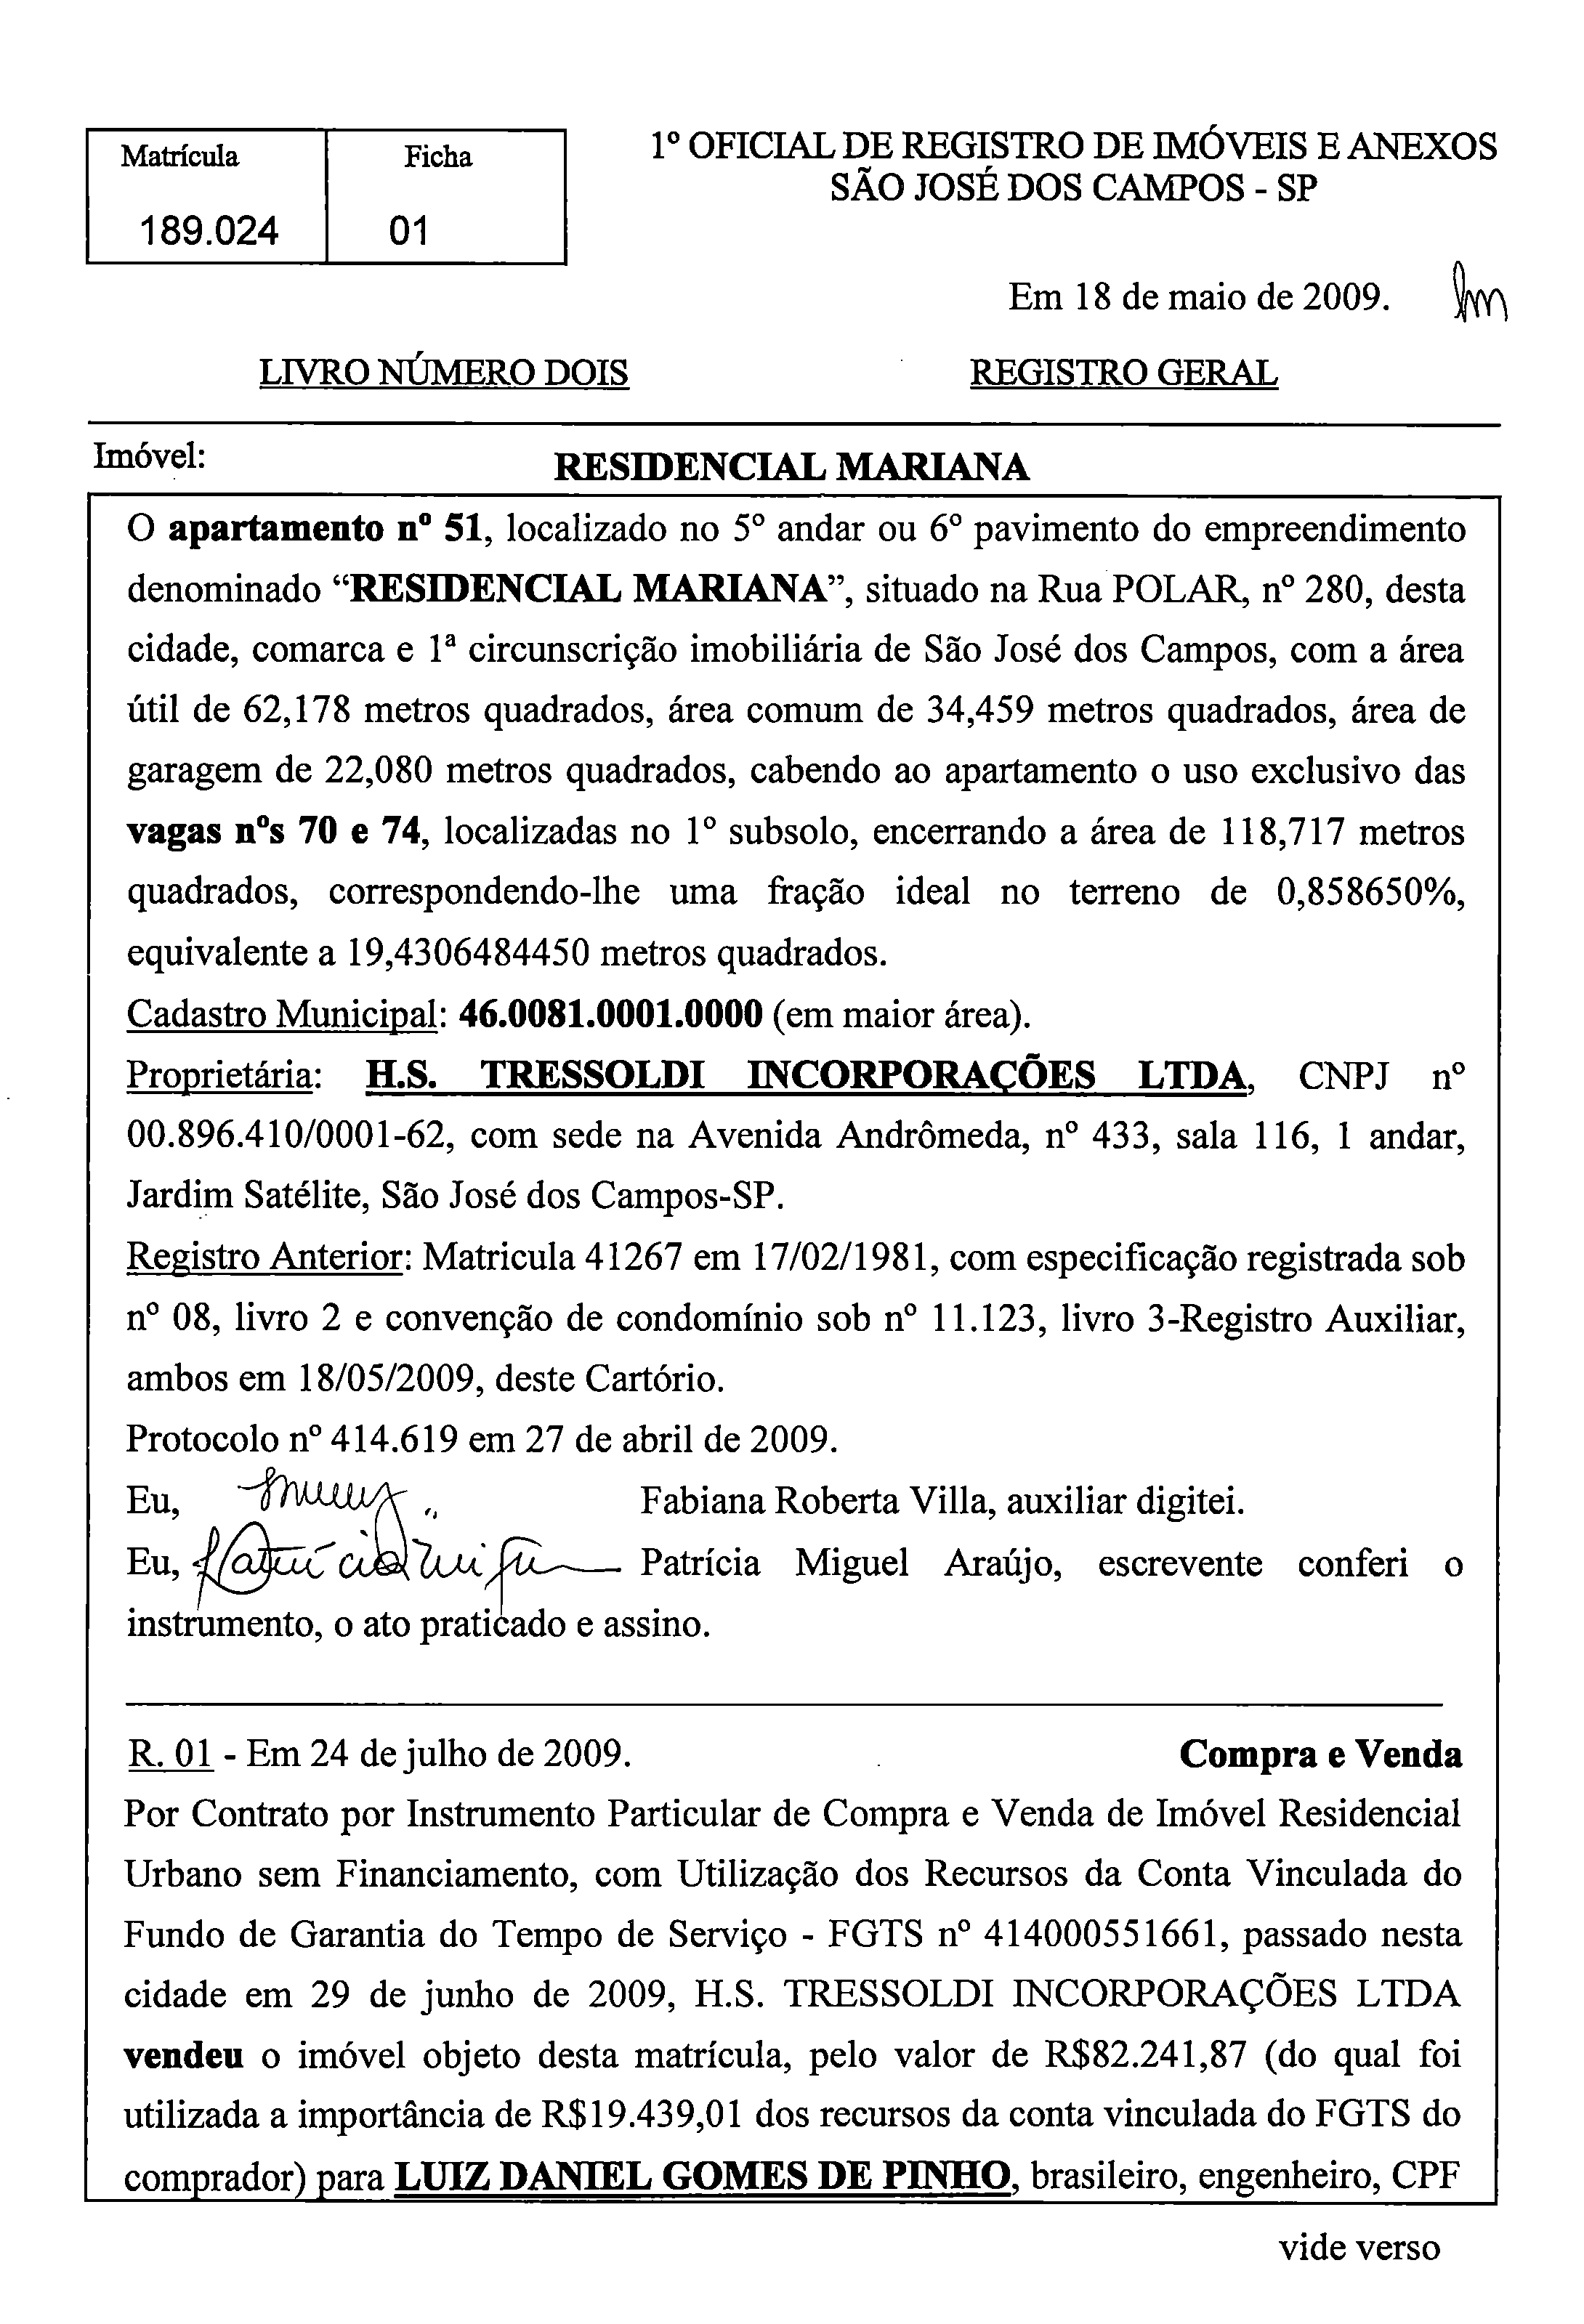 Matrícula
Ficha
189.024
01
1º OFICIAL DE REGISTRO DE IMÓVEIS E ANEXOS
SÃO JOSÉ DOS CAMPOS - SP
Em 18 de maio de 2009.
LIVRO NÚMERO DOIS
REGISTRO GERAL
Imóvel:
RESIDENCIAL MARIANA
O apartamento nº 51, localizado no 5º andar ou 6º pavimento do empreendimento
denominado “RESIDENCIAL MARIANA”, situado na Rua POLAR, nº 280, desta
cidade, comarca e 1ª circunscrição imobiliária de São José dos Campos, com a área
útil de 62,178 metros quadrados, área comum de 34,459 metros quadrados, área de
garagem de 22,080 metros quadrados, cabendo ao apartamento o uso exclusivo das
vagas nºs 70 e 74, localizadas no 1º subsolo, encerrando a área de 118,717 metros
quadrados, correspondendo-lhe uma fração ideal no terreno de 0,858650%,
equivalente a 19,4306484450 metros quadrados.
Cadastro Municipal: 46.0081.0001.0000 (em maior área).
Proprietária: H.S. TRESSOLDI INCORPORAÇÕES LTDA, CNPJ nº
00.896.410/0001-62, com sede na Avenida Andrômeda, nº 433, sala 116, 1 andar,
Jardim Satélite, São José dos Campos-SP.
Registro Anterior: Matricula 41267 em 17/02/1981, com especificação registrada sob
nº 08, livro 2 e convenção de condomínio sob nº 11.123, livro 3-Registro Auxiliar,
ambos em 18/05/2009, deste Cartório.
Protocolo nº 414.619 em 27 de abril de 2009.
Eu, Fabiana Roberta Villa, auxiliar digitei.
Eu, Patrícia Miguel Araújo, escrevente conferi o
instrumento, o ato praticado e assino.
R. 01 - Em 24 de julho de 2009. Compra e Venda
Por Contrato por Instrumento Particular de Compra e Venda de Imóvel Residencial
Urbano sem Financiamento, com Utilização dos Recursos da Conta Vinculada do
Fundo de Garantia do Tempo de Serviço - FGTS nº 414000551661, passado nesta
cidade em 29 de junho de 2009, H.S. TRESSOLDI INCORPORAÇÕES LTDA
vendeu o imóvel objeto desta matrícula, pelo valor de R$82.241,87 (do qual foi
utilizada a importância de R$19.439,01 dos recursos da conta vinculada do FGTS do
comprador) para LUIZ DANIEL GOMES DE PINHO, brasileiro, engenheiro, CPF
vide verso